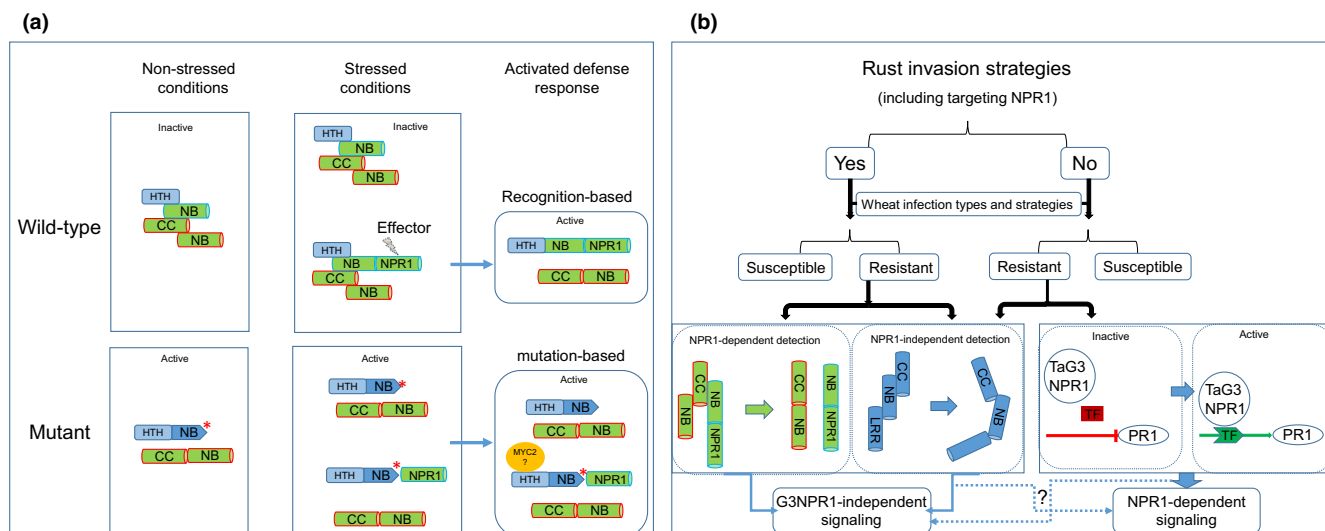 (a)
Non-stressed
conditions
Stressed
conditions
Activated defense
response
Wild-type
Inactive
HTH
NB
CC
NB
Inactive
HTH
NB
CC
NB
Effector
HTH
NB NPR1
CC
NB
Recognition-based
Active
HTH NB NPR1
CC NB
Mutant
Active
HTH NB *
CC NB
Active
HTH NB *
CC NB
HTH NB * NPR1
CC NB
mutation-based
Active
HTH NB
CC NB
MYC2
?
HTH NB * NPR1
CC NB
(b)
Rust invasion strategies
(including targeting NPR1)
Yes
No
Wheat infection types and strategies
Susceptible
Resistant
Resistant
Susceptible
NPR1-dependent detection
CC
NB
NB
NPR1
CC
NB
NB
NPR1
NPR1-independent detection
CC
NB
LRR
CC
NB
Inactive
TaG3
NPR1
TF
PR1
Active
TaG3
NPR1
TF
PR1
G3NPR1-independent
signaling
?
NPR1-dependent
signaling